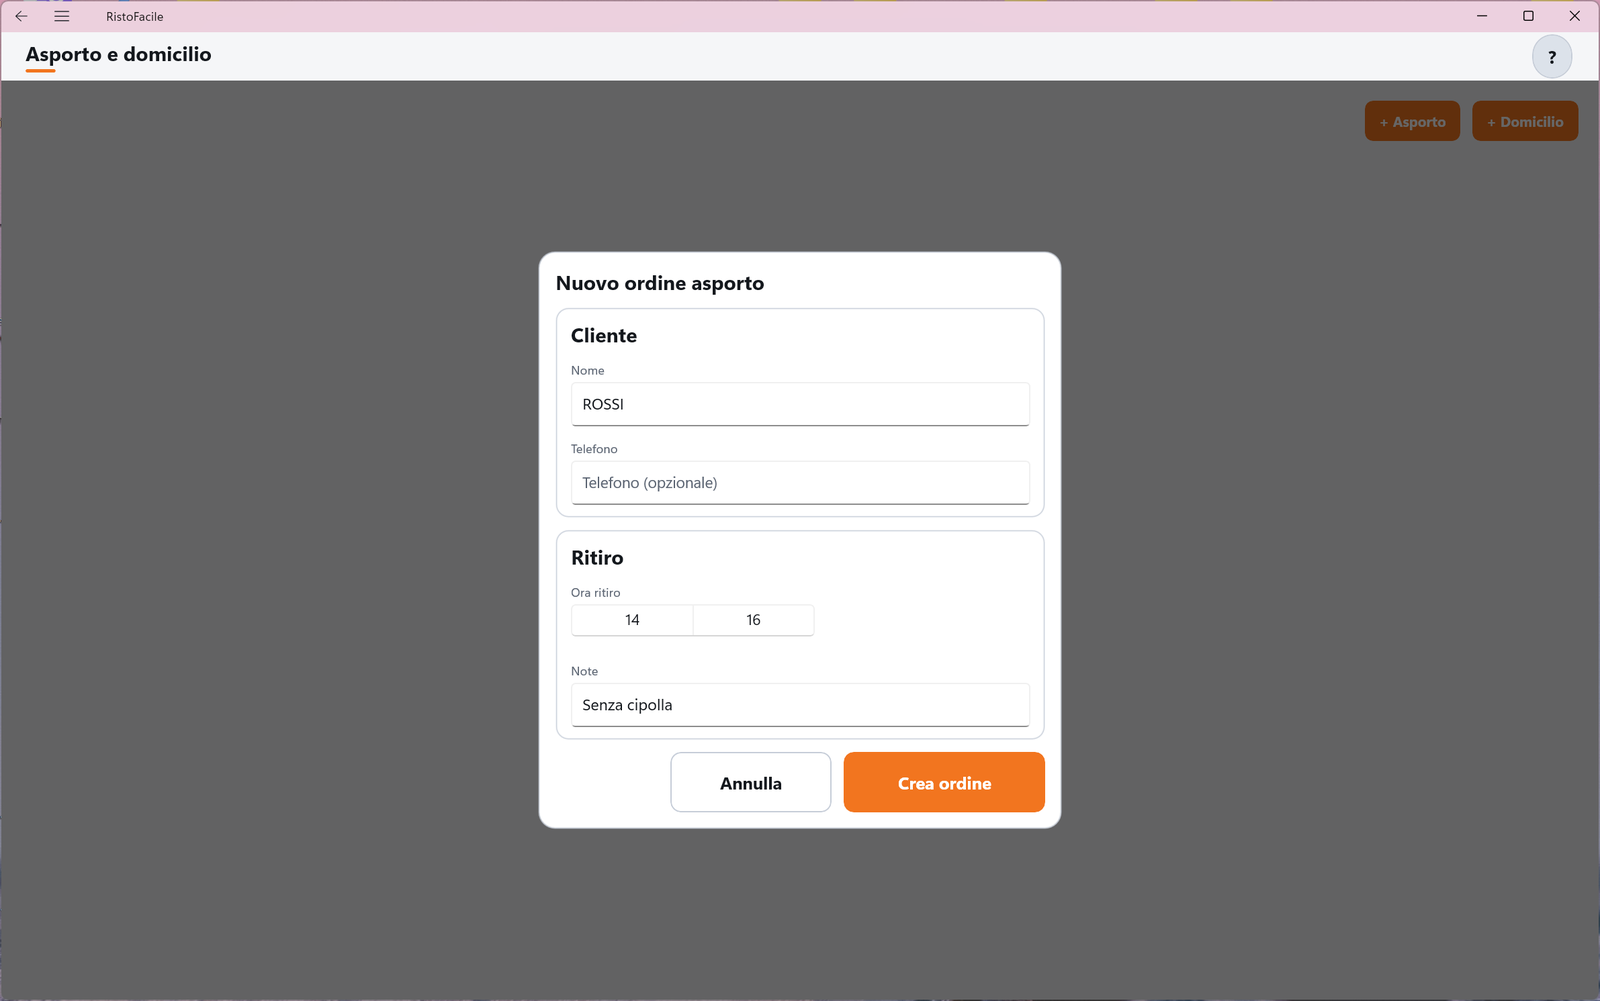 RistoFacile
Asporto e domicilio
?
+ Asporto
+ Domicilio
Nuovo ordine asporto
Cliente
Nome
ROSSI
Telefono
Telefono (opzionale)
Ritiro
Ora ritiro
14 16
Note
Senza cipolla
Annulla
Crea ordine